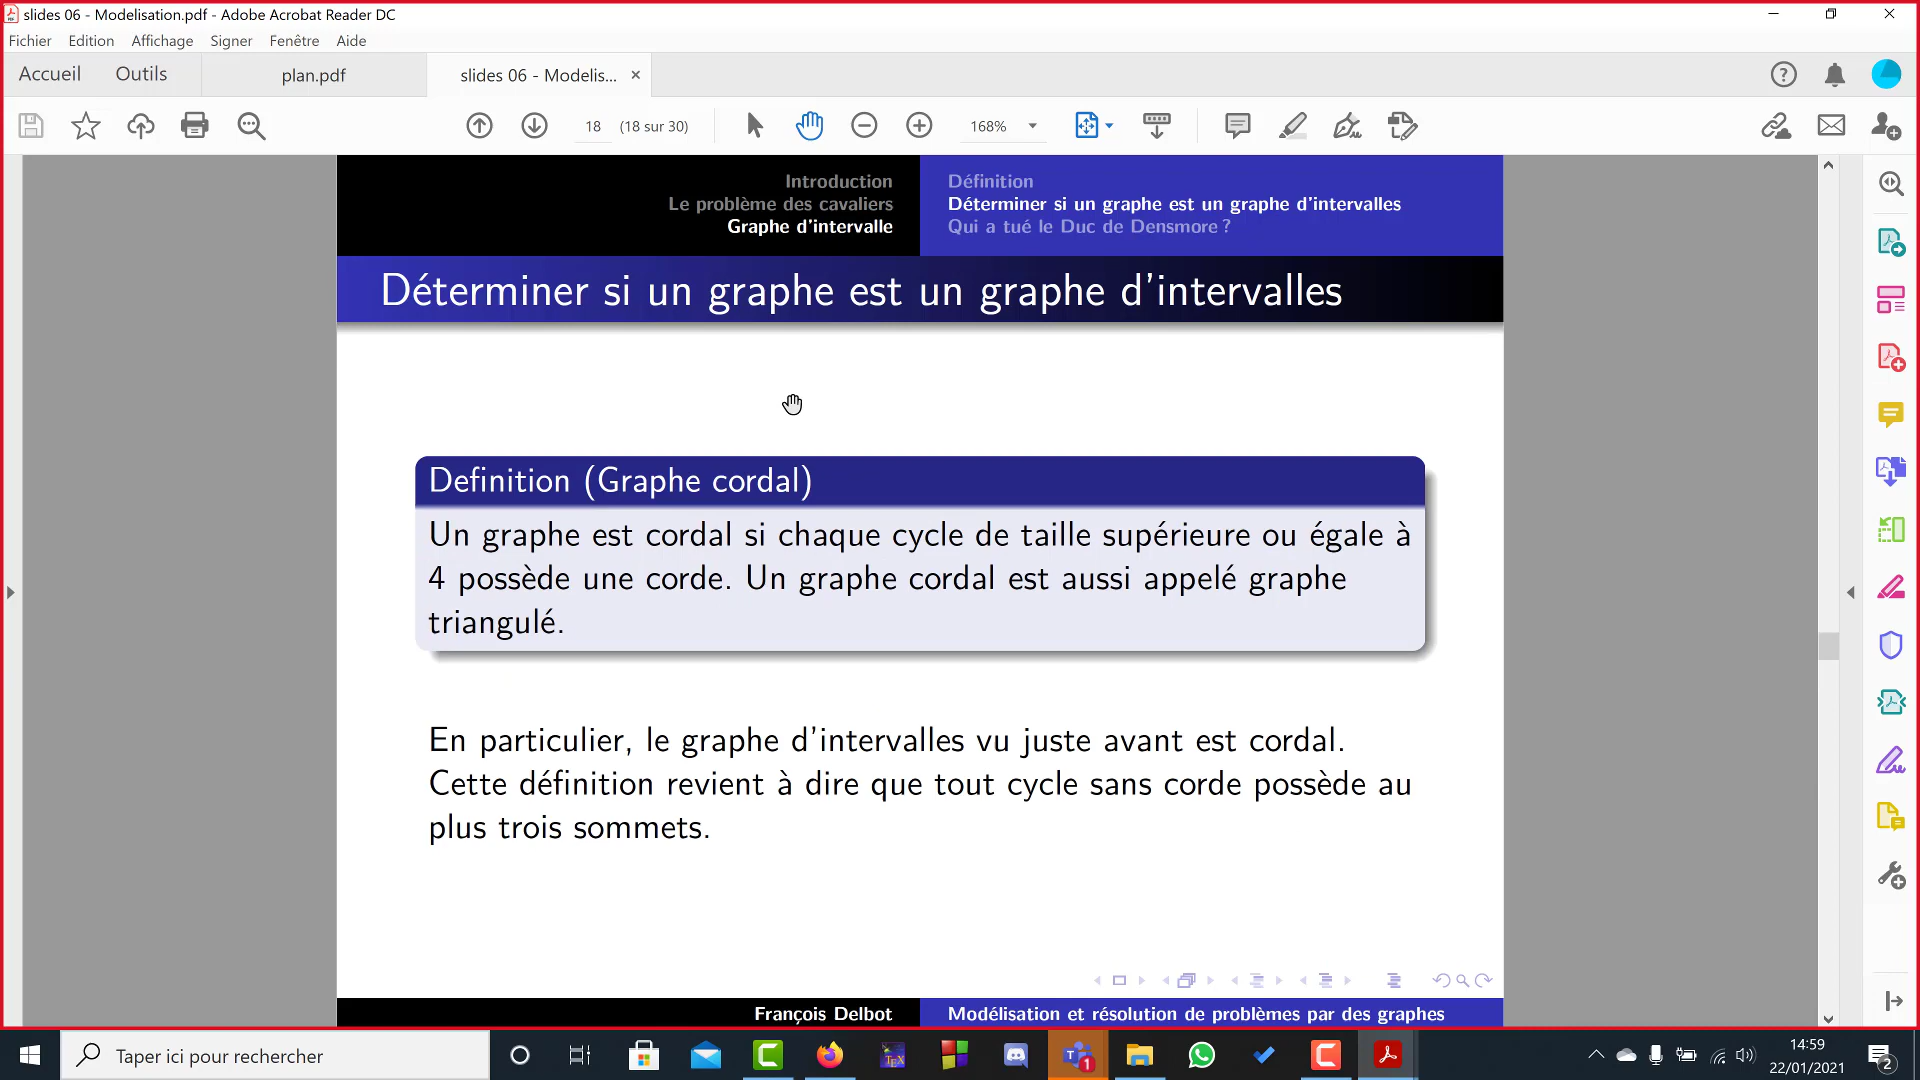 slides 06 - Modelisation.pdf - Adobe Acrobat Reader DC
Fichier Edition Affichage Signer Fenêtre Aide
Accueil Outils plan.pdf slides 06 - Modelis...
18 (18 sur 30) 168%
Introduction
Le problème des cavaliers
Graphe d'intervalle
Définition
Déterminer si un graphe est un graphe d'intervalles
Qui a tué le Duc de Densmore ?
Déterminer si un graphe est un graphe d'intervalles
Definition (Graphe cordal)
Un graphe est cordal si chaque cycle de taille supérieure ou égale à
4 possède une corde. Un graphe cordal est aussi appelé graphe
triangulé.
En particulier, le graphe d'intervalles vu juste avant est cordal.
Cette définition revient à dire que tout cycle sans corde possède au
plus trois sommets.
François Delbot Modélisation et résolution de problèmes par des graphes
Taper ici pour rechercher
14:59
22/01/2021